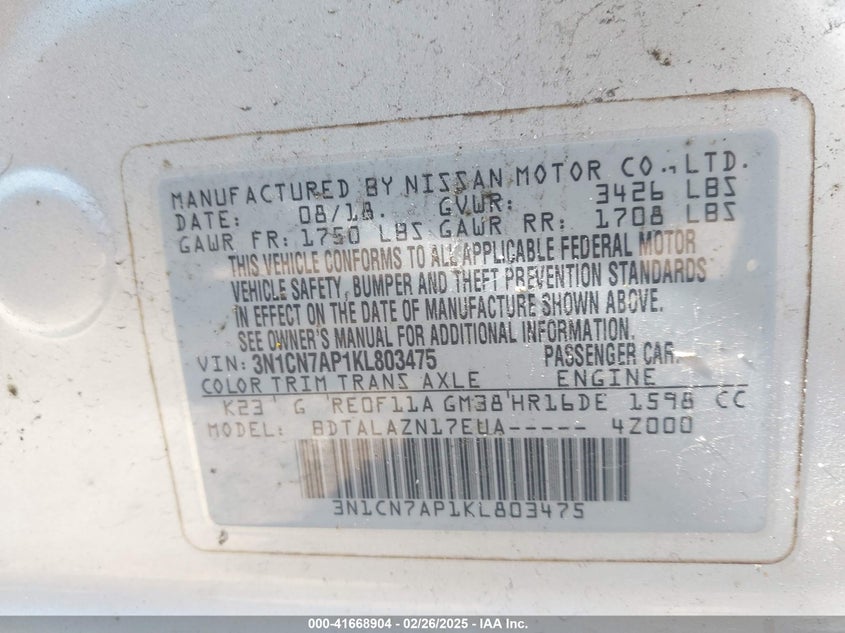 MANUFACTURED BY NISSAN MOTOR CO., LTD.
DATE: 08/18. GVWR: 3426 LBS
GAWR FR: 1750 LBS GAWR RR: 1708 LBS
THIS VEHICLE CONFORMS TO ALL APPLICABLE FEDERAL MOTOR
VEHICLE SAFETY, BUMPER AND THEFT PREVENTION STANDARDS
IN EFFECT ON THE DATE OF MANUFACTURE SHOWN ABOVE.
SEE OWNER'S MANUAL FOR ADDITIONAL INFORMATION.
VIN: 3N1CN7AP1KL803475 PASSENGER CAR.
COLOR TRIM TRANS AXLE ENGINE
K23 G RE0F11A GM38 HR16DE 1598 CC
MODEL: BDTALAZN17EUA----- 4Z000
3N1CN7AP1KL803475
000-41668904 - 02/26/2025 - IAA Inc.